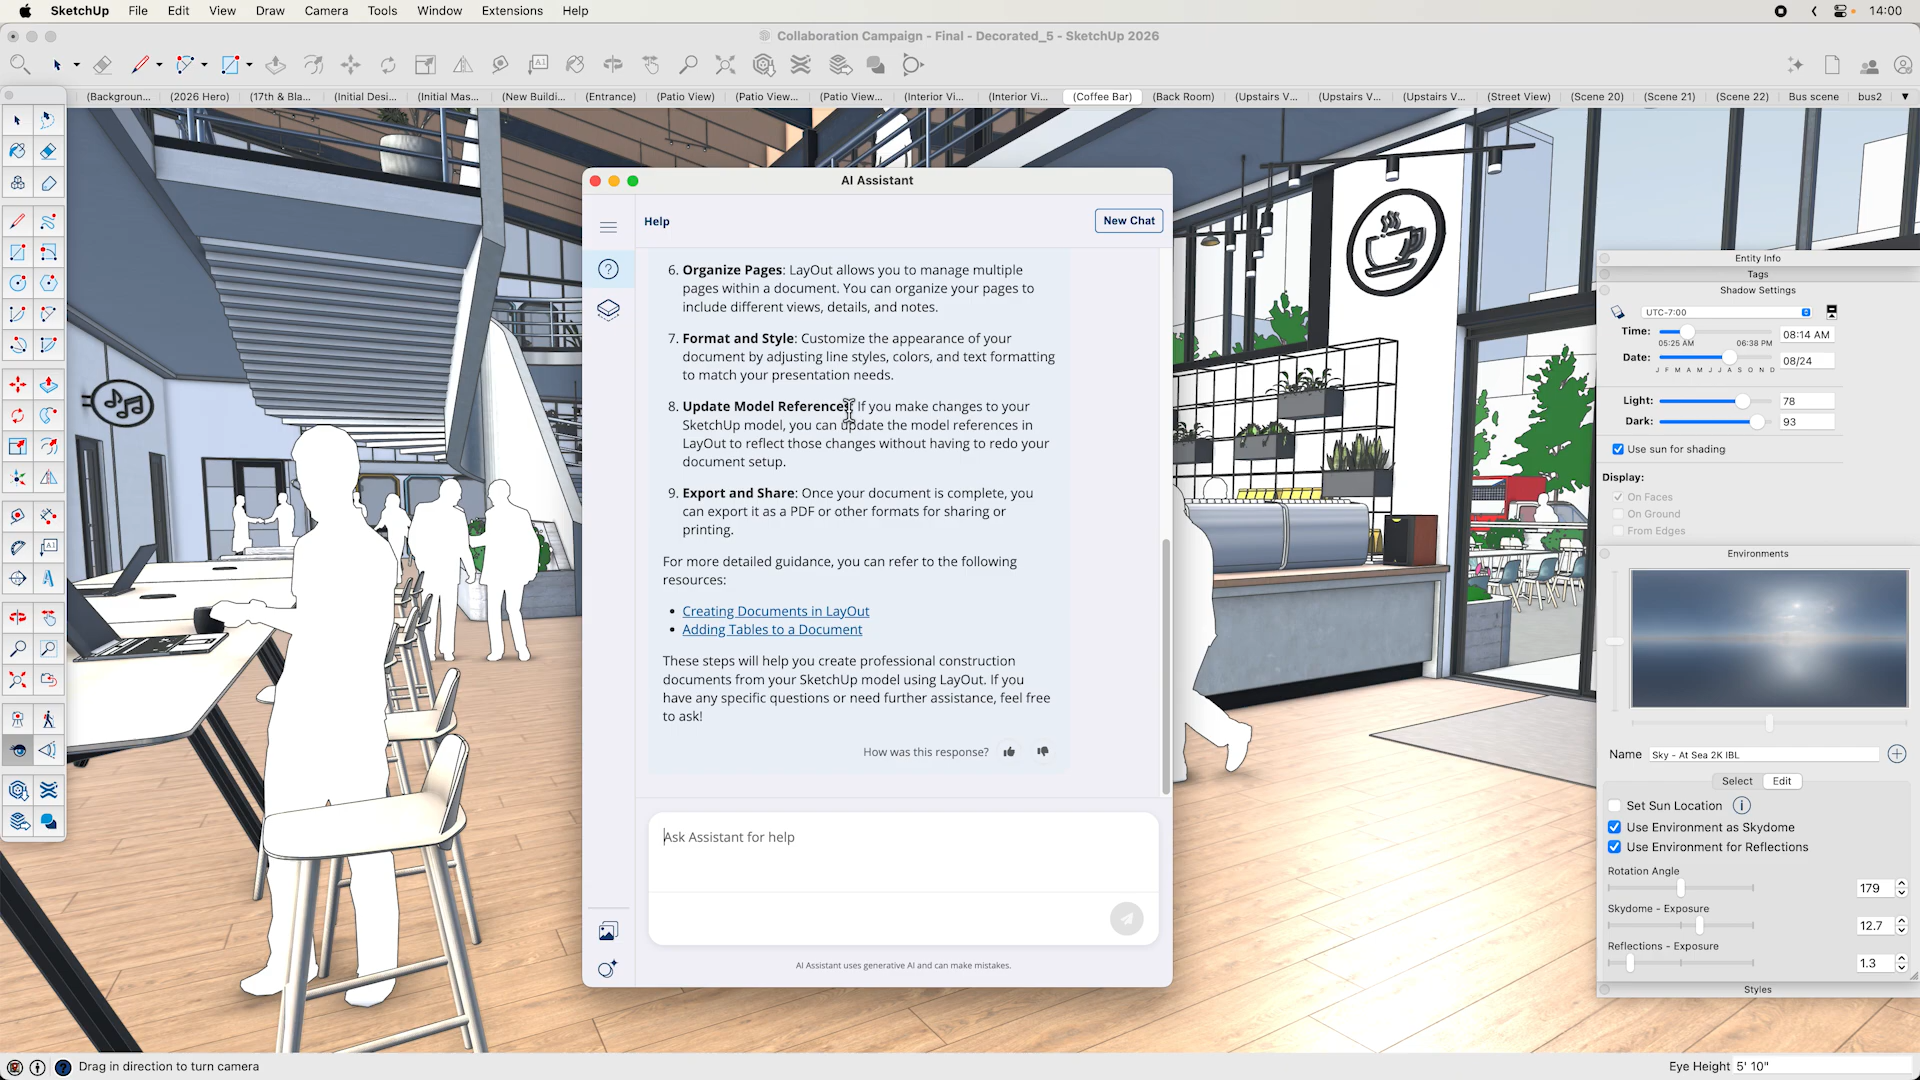 SketchUp File Edit View Draw Camera Tools Window Extensions Help 14:00
Collaboration Campaign - Final - Decorated_5 - SketchUp 2026
(Backgroun... (2026 Hero) (17th & Bla... (Initial Desi... (Initial Mas... (New Buildi... (Entrance) (Patio View) (Patio View... (Patio View... (Interior Vi... (Interior Vi... (Coffee Bar) (Back Room) (Upstairs V... (Upstairs V... (Upstairs V... (Street View) (Scene 20) (Scene 21) (Scene 22) Bus scene bus2
AI Assistant
Help
New Chat
6. Organize Pages: LayOut allows you to manage multiple
pages within a document. You can organize your pages to
include different views, details, and notes.
7. Format and Style: Customize the appearance of your
document by adjusting line styles, colors, and text formatting
to match your presentation needs.
8. Update Model References: If you make changes to your
SketchUp model, you can update the model references in
LayOut to reflect those changes without having to redo your
document setup.
9. Export and Share: Once your document is complete, you
can export it as a PDF or other formats for sharing or
printing.
For more detailed guidance, you can refer to the following
resources:
• Creating Documents in LayOut
• Adding Tables to a Document
These steps will help you create professional construction
documents from your SketchUp model using LayOut. If you
have any specific questions or need further assistance, feel free
to ask!
How was this response?
Ask Assistant for help
AI Assistant uses generative AI and can make mistakes.
Entity Info
Tags
Shadow Settings
UTC-7:00
Time: 08:14 AM
05:25 AM 06:38 PM
Date: 08/24
J F M A M J J A S O N D
Light: 78
Dark: 93
Use sun for shading
Display:
On Faces
On Ground
From Edges
Environments
Name Sky - At Sea 2K IBL
Select Edit
Set Sun Location
Use Environment as Skydome
Use Environment for Reflections
Rotation Angle
179
Skydome - Exposure
12.7
Reflections - Exposure
1.3
Styles
Drag in direction to turn camera
Eye Height 5' 10"